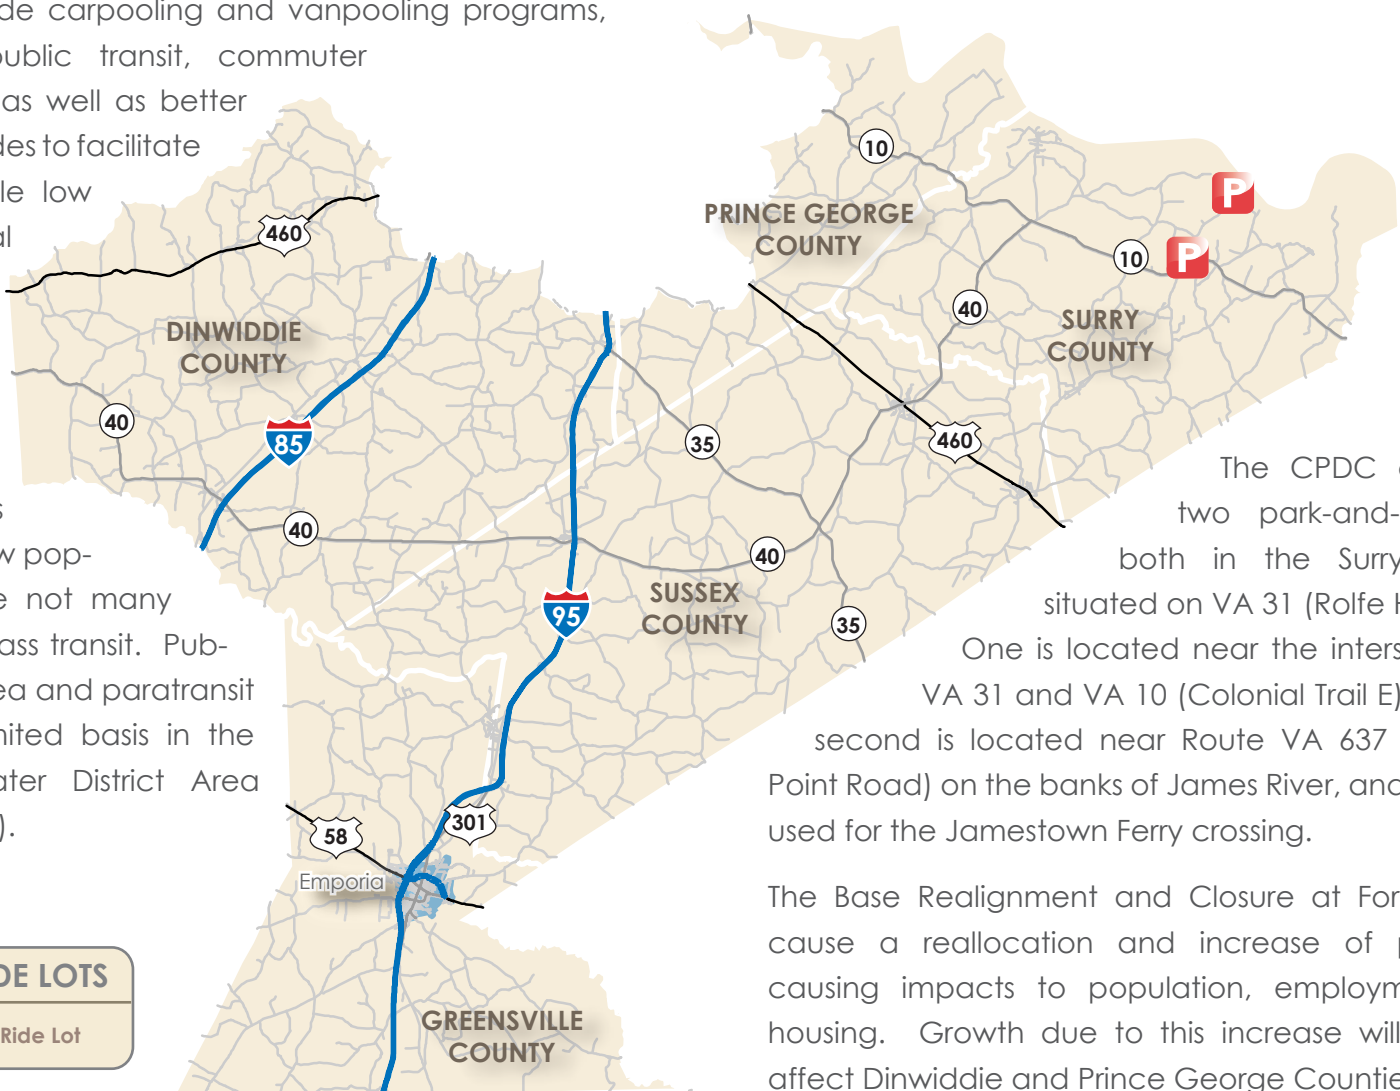 de carpooling and vanpooling programs,
public transit, commuter
as well as better
des to facilitate
le low
al
s
w pop-
e not many
ass transit. Pub-
ea and paratransit
mited basis in the
ater District Area
).
10
PRINCE GEORGE
COUNTY
P
P
10
460
DINWIDDIE
COUNTY
40
SURRY
COUNTY
40
85
35
460
40
40
SUSSEX
COUNTY
95
35
301
58
Emporia
GREENSVILLE
COUNTY
DE LOTS
Ride Lot
The CPDC
two park-and-
both in the Surry
situated on VA 31 (Rolfe H
One is located near the inters
VA 31 and VA 10 (Colonial Trail E)
second is located near Route VA 637
Point Road) on the banks of James River, and
used for the Jamestown Ferry crossing.
The Base Realignment and Closure at For
cause a reallocation and increase of p
causing impacts to population, employm
housing. Growth due to this increase will
affect Dinwiddie and Prince George Countie